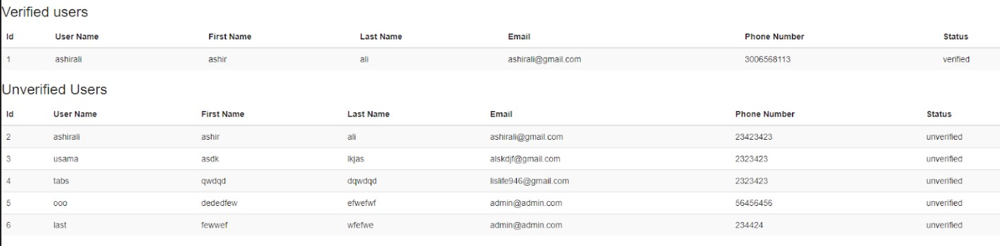 Verified users
Id User Name First Name Last Name Email Phone Number Status
1 ashirali ashir ali ashirali@gmail.com 3006568113 verified
Unverified Users
Id User Name First Name Last Name Email Phone Number Status
2 ashirali ashir ali ashirali@gmail.com 23423423 unverified
3 usama asdk lkjas alskdjf@gmail.com 2323423 unverified
4 tabs qwdqd dqwdqd lislife946@gmail.com 2323423 unverified
5 ooo dededfew efwefwf admin@admin.com 56456456 unverified
6 last fewwef wfefwe admin@admin.com 234424 unverified